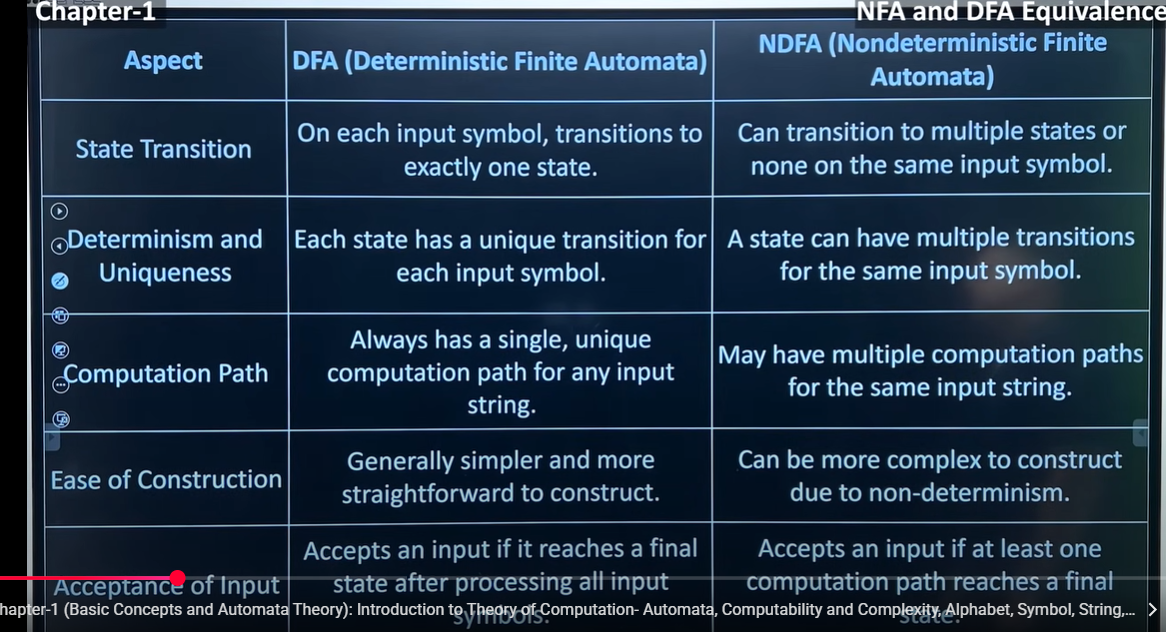 Chapter-1
NFA and DFA Equivalence
Aspect
DFA (Deterministic Finite Automata)
NDFA (Nondeterministic Finite
Automata)
State Transition
On each input symbol, transitions to
exactly one state.
Can transition to multiple states or
none on the same input symbol.
Determinism and
Uniqueness
Each state has a unique transition for
each input symbol.
A state can have multiple transitions
for the same input symbol.
Computation Path
Always has a single, unique
computation path for any input
string.
May have multiple computation paths
for the same input string.
Ease of Construction
Generally simpler and more
straightforward to construct.
Can be more complex to construct
due to non-determinism.
Acceptance of Input
Accepts an input if it reaches a final
state after processing all input
symbols.
Accepts an input if at least one
computation path reaches a final
state.
hapter-1 (Basic Concepts and Automata Theory): Introduction to Theory of Computation- Automata, Computability and Complexity, Alphabet, Symbol, String,...